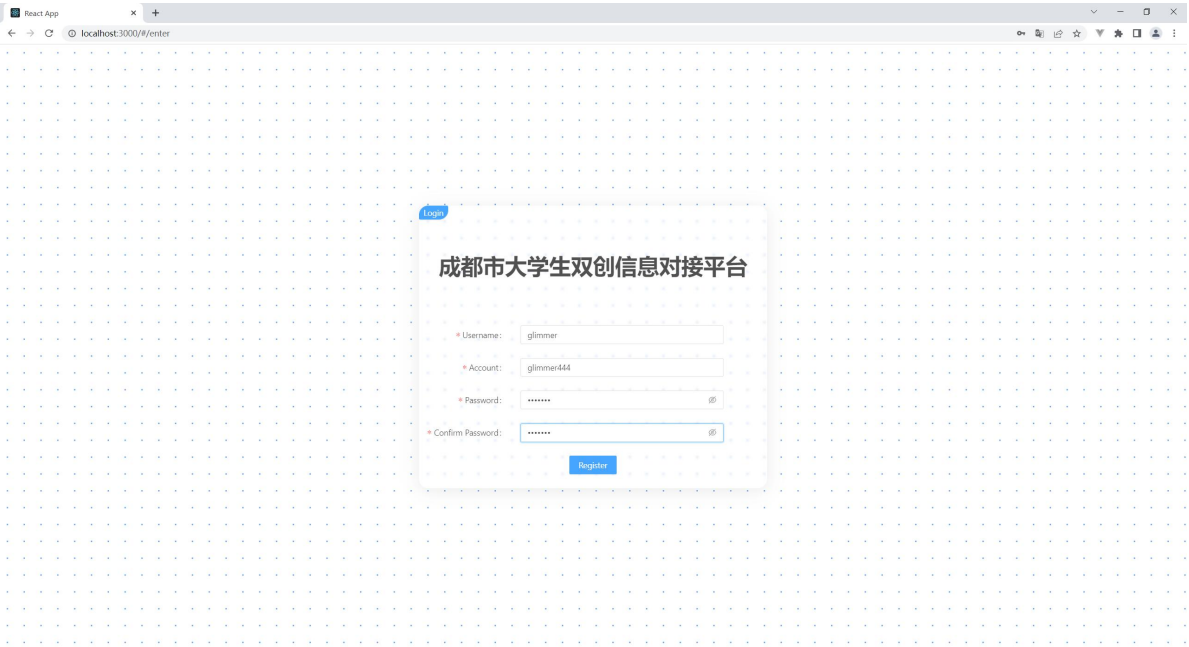 React App
localhost:3000/#/enter
Login
成都市大学生双创信息对接平台
* Username:
glimmer
* Account:
glimmer444
* Password:
•••••••
* Confirm Password:
•••••••
Register